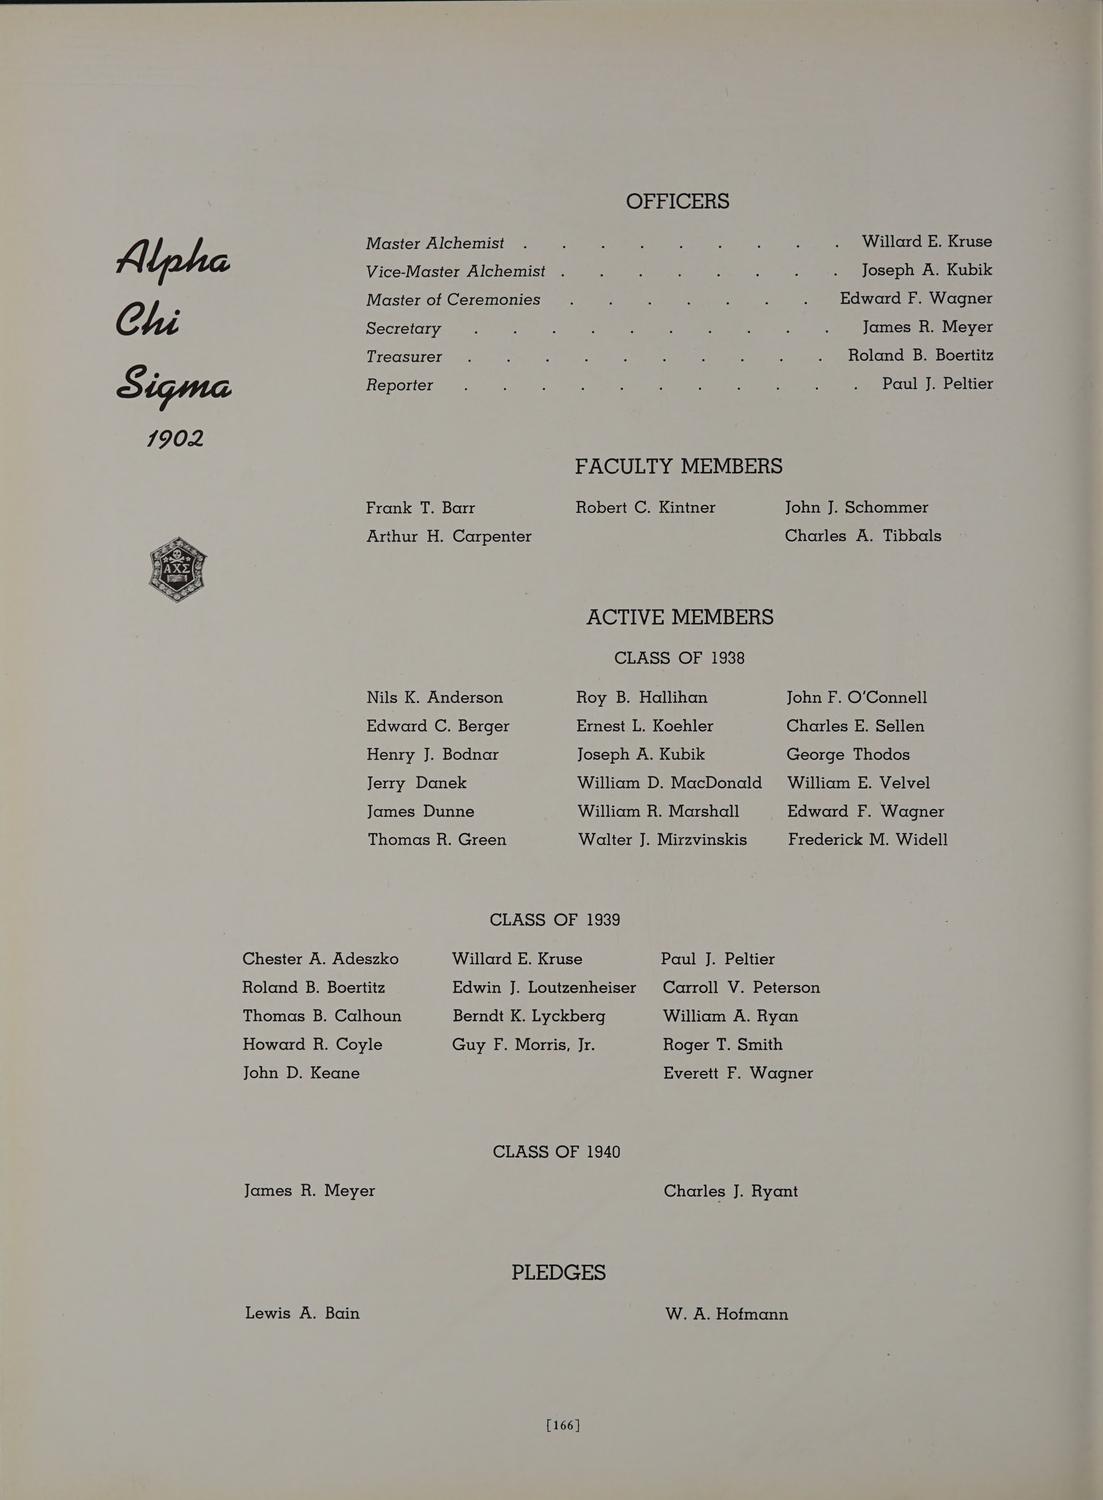 Alpha
Chi
Sigma
1902
ΑΧΣ
OFFICERS
Master Alchemist . . . . . . . . . Willard E. Kruse
Vice-Master Alchemist . . . . . . . . Joseph A. Kubik
Master of Ceremonies . . . . . . . Edward F. Wagner
Secretary . . . . . . . . . . James R. Meyer
Treasurer . . . . . . . . . . Roland B. Boertitz
Reporter . . . . . . . . . . . Paul J. Peltier
FACULTY MEMBERS
Frank T. Barr Robert C. Kintner John J. Schommer
Arthur H. Carpenter Charles A. Tibbals
ACTIVE MEMBERS
CLASS OF 1938
Nils K. Anderson Roy B. Hallihan John F. O'Connell
Edward C. Berger Ernest L. Koehler Charles E. Sellen
Henry J. Bodnar Joseph A. Kubik George Thodos
Jerry Danek William D. MacDonald William E. Velvel
James Dunne William R. Marshall Edward F. Wagner
Thomas R. Green Walter J. Mirzvinskis Frederick M. Widell
CLASS OF 1939
Chester A. Adeszko Willard E. Kruse Paul J. Peltier
Roland B. Boertitz Edwin J. Loutzenheiser Carroll V. Peterson
Thomas B. Calhoun Berndt K. Lyckberg William A. Ryan
Howard R. Coyle Guy F. Morris, Jr. Roger T. Smith
John D. Keane Everett F. Wagner
CLASS OF 1940
James R. Meyer Charles J. Ryant
PLEDGES
Lewis A. Bain W. A. Hofmann
[166]